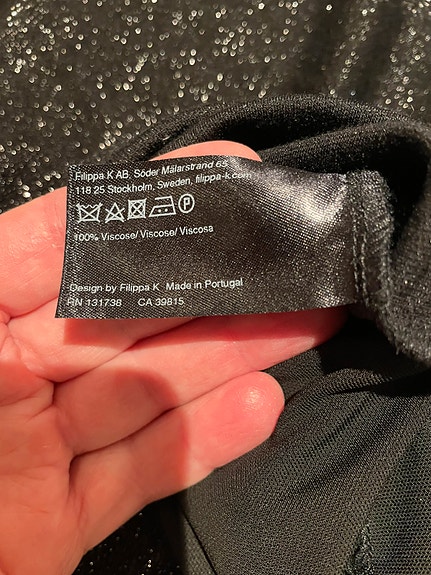 Filippa K AB, Söder Mälarstrand 65
118 25 Stockholm, Sweden, filippa-k.com
P
100% Viscose/ Viscose/ Viscosa
Design by Filippa K Made in Portugal
RN 131738 CA 39815